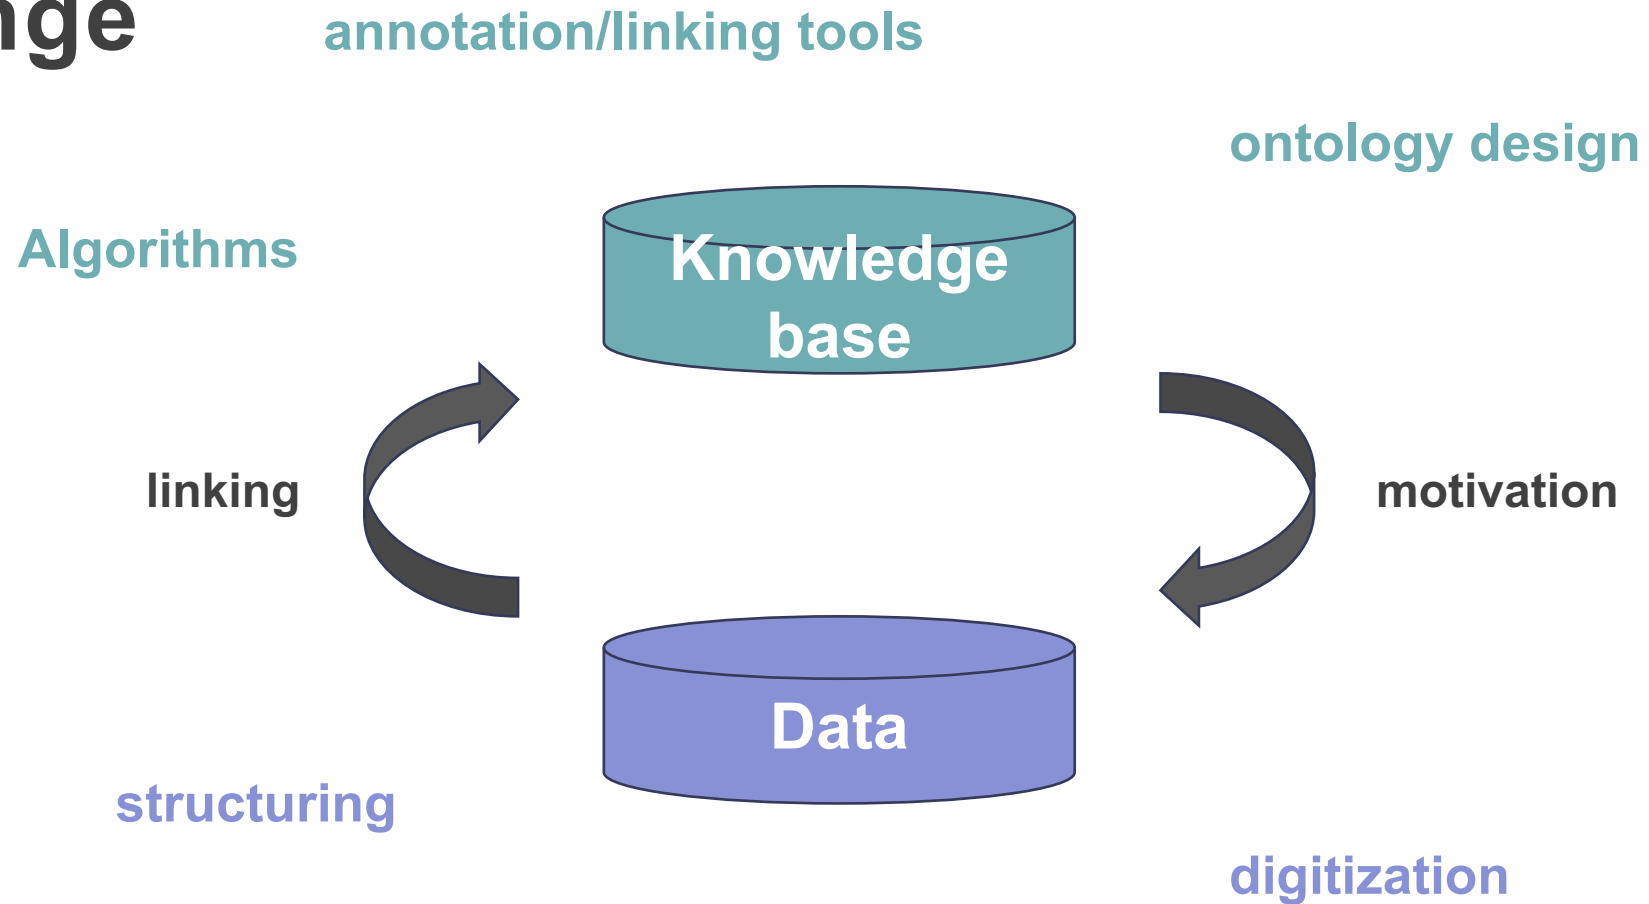 annotation/linking tools
ontology design
Algorithms
Knowledge
base
linking
motivation
Data
structuring
digitization